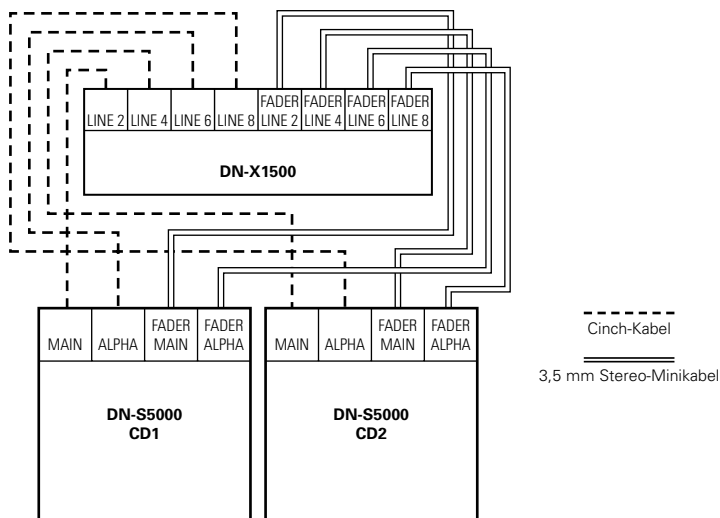 LINE 2 LINE 4 LINE 6 LINE 8 FADER LINE 2 FADER LINE 4 FADER LINE 6 FADER LINE 8
DN-X1500
MAIN ALPHA FADER MAIN FADER ALPHA
DN-S5000
CD1
MAIN ALPHA FADER MAIN FADER ALPHA
DN-S5000
CD2
Cinch-Kabel
3,5 mm Stereo-Minikabel